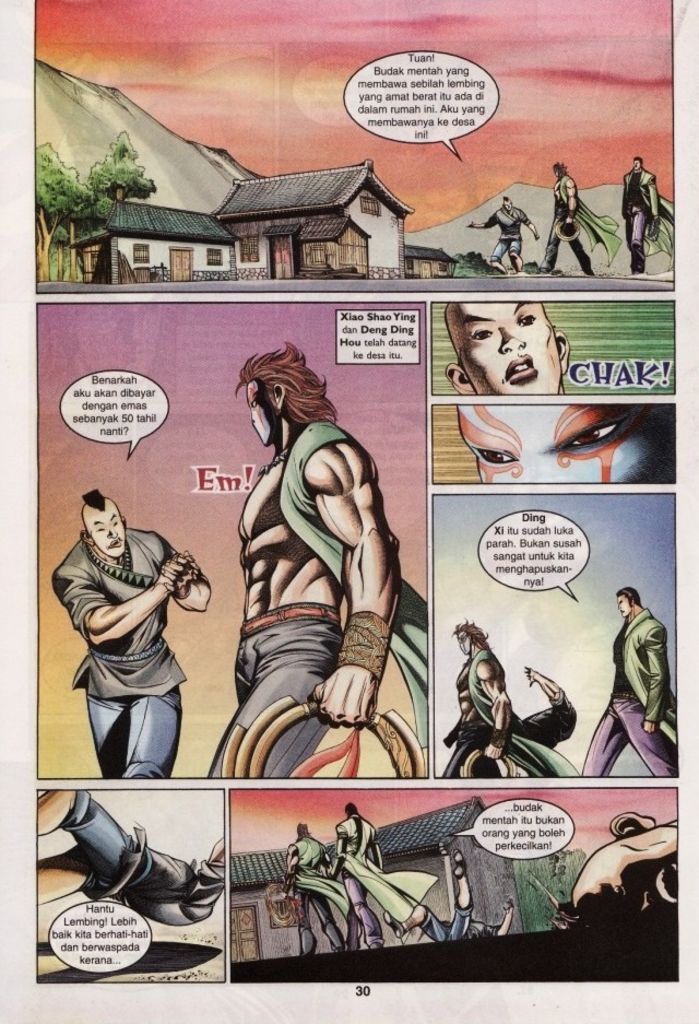 Tuan!
Budak mentah yang
membawa sebilah lembing
yang amat berat itu ada di
dalam rumah ini. Aku yang
membawanya ke desa
ini!
Xiao Shao Ying
dan Deng Ding
Hou telah datang
ke desa itu.
Benarkah
aku akan dibayar
dengan emas
sebanyak 50 tahil
nanti?
Em!
CHAK!
Ding
Xi itu sudah luka
parah. Bukan susah
sangat untuk kita
menghapuskan-
nya!
Hantu
Lembing! Lebih
baik kita berhati-hati
dan berwaspada
kerana...
...budak
mentah itu bukan
orang yang boleh
perkecilkan!
30